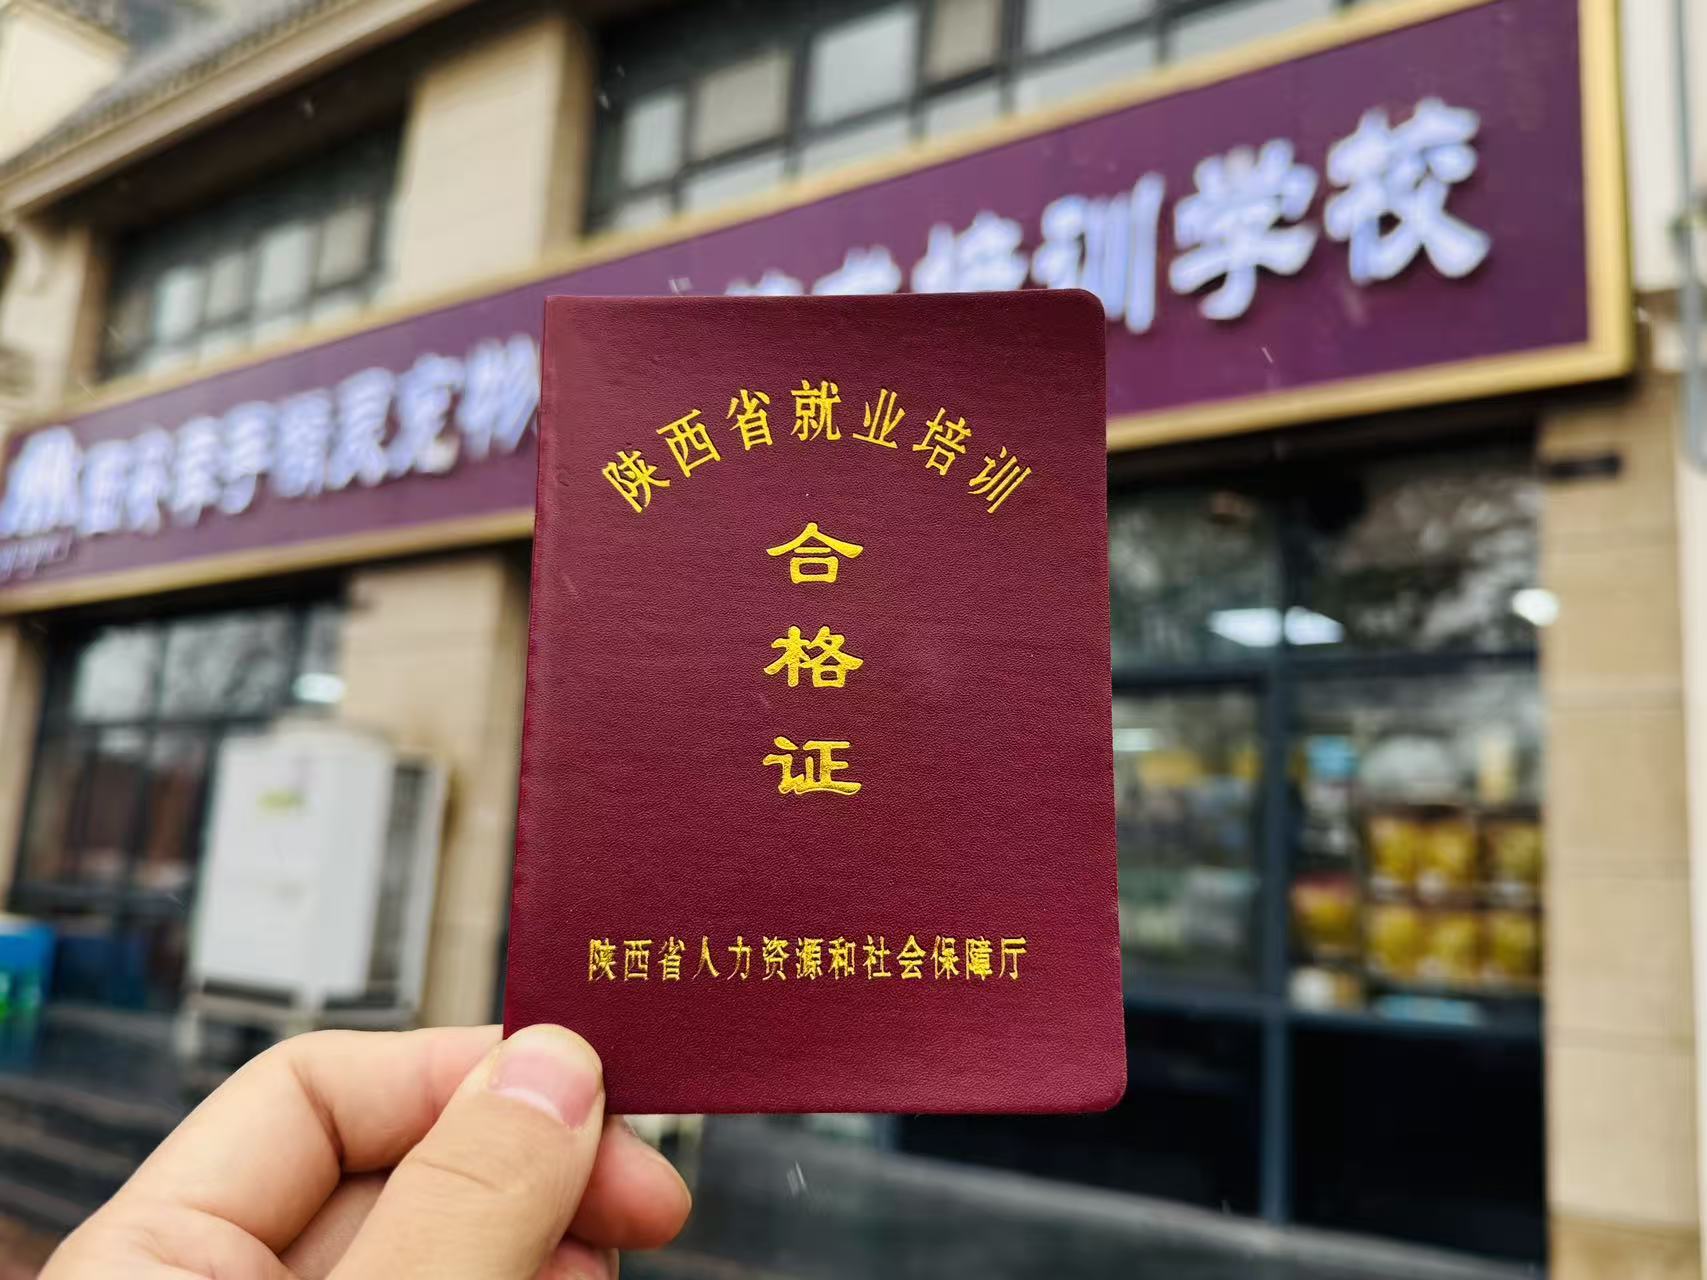 培训学校
陕西省就业培训
合
格
证
陕西省人力资源和社会保障厅